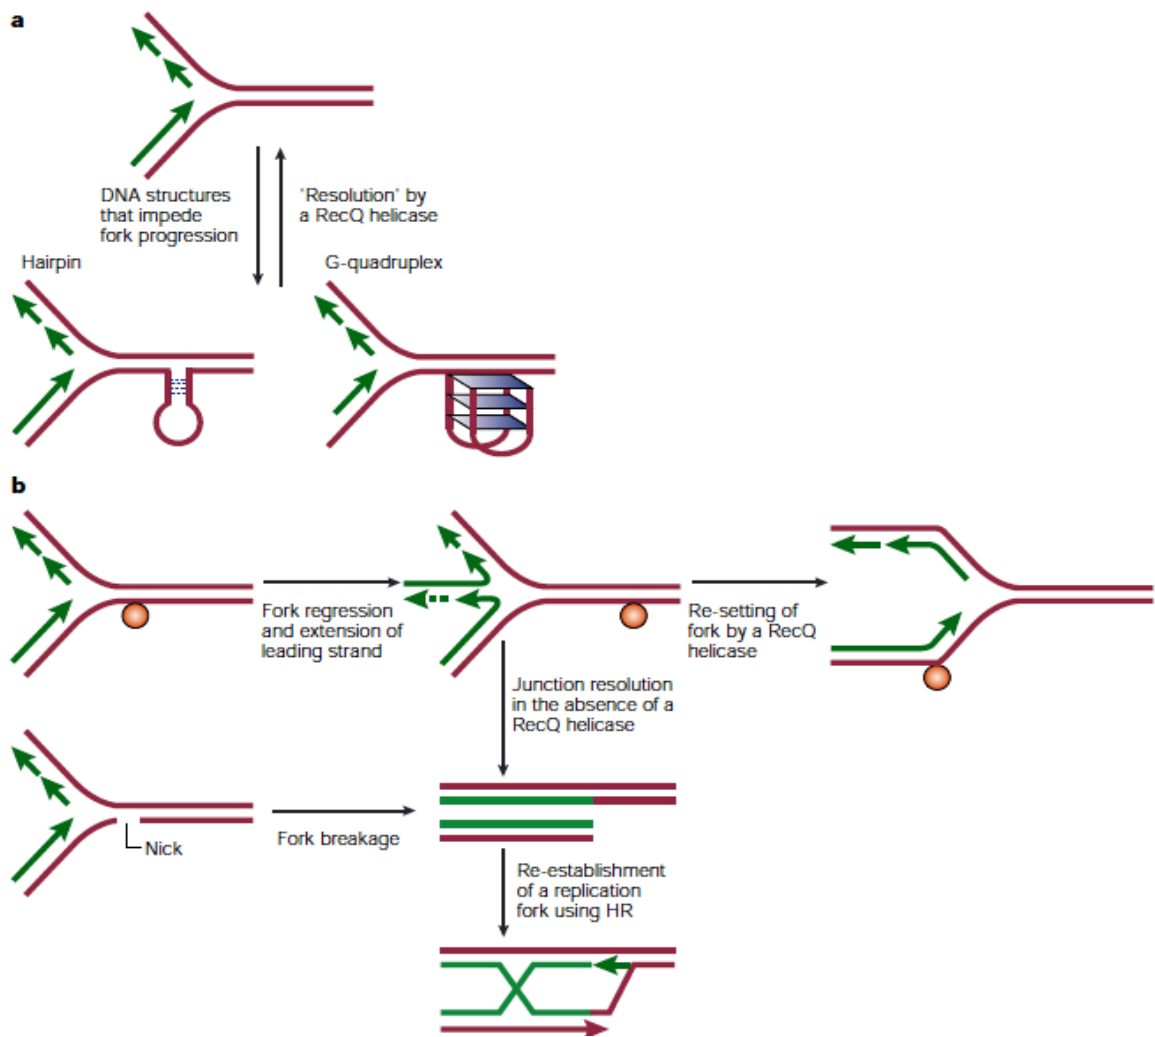 a
DNA structures
that impede
fork progression
"Resolution" by
a RecQ helicase
Hairpin
G-quadruplex
b
Fork regression
and extension of
leading strand
Re-setting of
fork by a RecQ
helicase
Junction resolution
in the absence of a
RecQ helicase
Nick
Fork breakage
Re-establishment
of a replication
fork using HR